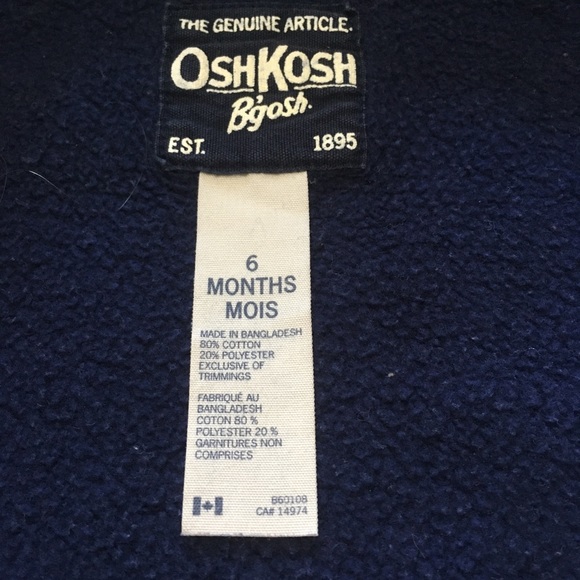 THE GENUINE ARTICLE.
OSHKOSH
B'gosh.
EST. 1895
6
MONTHS
MOIS
MADE IN BANGLADESH
80% COTTON
20% POLYESTER
EXCLUSIVE OF
TRIMMINGS
FABRIQUÉ AU
BANGLADESH
COTON 80 %
POLYESTER 20 %
GARNITURES NON
COMPRISES
B60108
CA# 14974